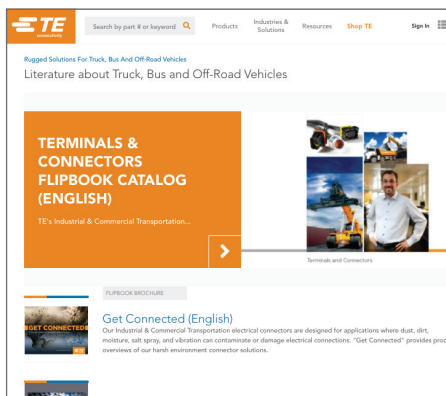 TE
connectivity
Search by part # or keyword
Products
Industries &
Solutions
Resources
Shop TE
Sign In
Rugged Solutions For Truck, Bus And Off-Road Vehicles
Literature about Truck, Bus and Off-Road Vehicles
TERMINALS &
CONNECTORS
FLIPBOOK CATALOG
(ENGLISH)
TE's Industrial & Commercial Transportation...
Terminals and Connectors
FLIPBOOK BROCHURE
GET CONNECTED
Get Connected (English)
Our Industrial & Commercial Transportation electrical connectors are designed for applications where dust, dirt,
moisture, salt spray, and vibration can contaminate or damage electrical connections. "Get Connected" provides prod
overviews of our harsh environment connector solutions.